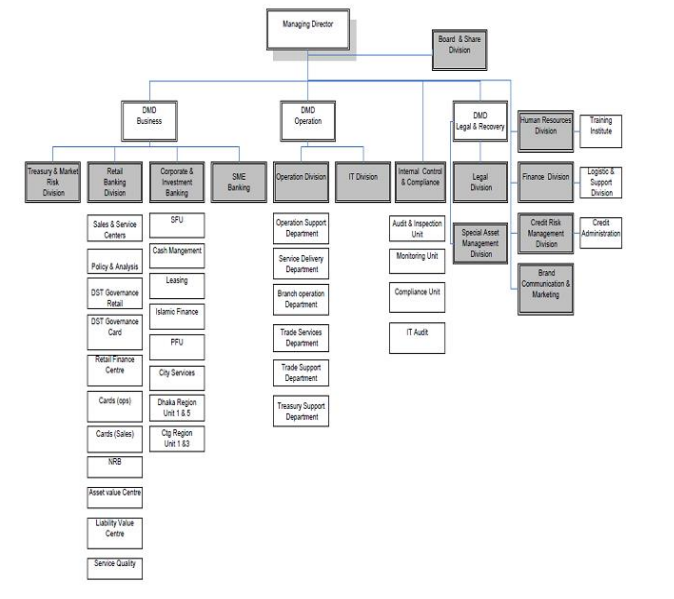 Managing Director
Board & Share
Division
DMD
Business
DMD
Operation
DMD
Legal & Recovery
Human Resources
Division
Training
Institute
Treasury & Market
Risk
Division
Retail
Banking
Division
Corporate &
Investment
Banking
SME
Banking
Operation Division
IT Division
Internal Control
& Compliance
Legal
Division
Finance Division
Logistic &
Support
Division
Sales & Service
Centers
Policy & Analysis
DST Governance
Retail
DST Governance
Card
Retail Finance
Centre
Cards (ops)
Cards (Sales)
NRB
Asset value Centre
Liability Value
Centre
Service Quality
SFU
Cash Mangement
Leasing
Islamic Finance
PFU
City Services
Dhaka Region
Unit 1 & 5
Ctg Region
Unit 1 &3
Operation Support
Department
Service Delivery
Department
Branch operation
Department
Trade Services
Department
Trade Support
Department
Treasury Support
Department
Audit & Inspection
Unit
Monitoring Unit
Compliance Unit
IT Audit
Special Asset
Management
Division
Credit Risk
Management
Division
Credit
Administration
Brand
Communication &
Marketing